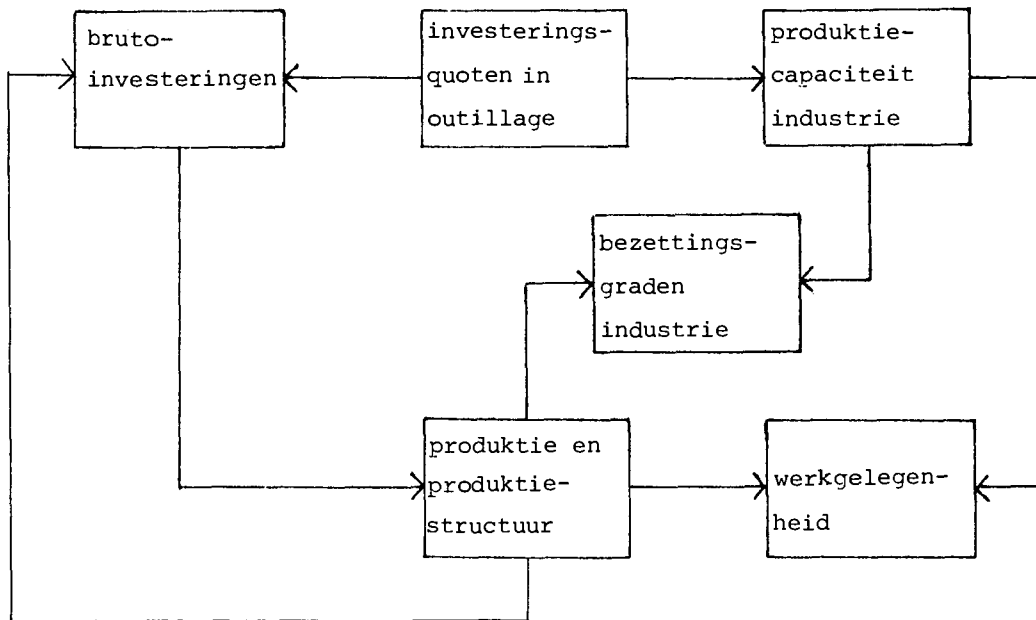 bruto-
investeringen
investerings-
quoten in
outillage
produktie-
capaciteit
industrie
bezettings-
graden
industrie
produktie en
produktie-
structuur
werkgelegen-
heid